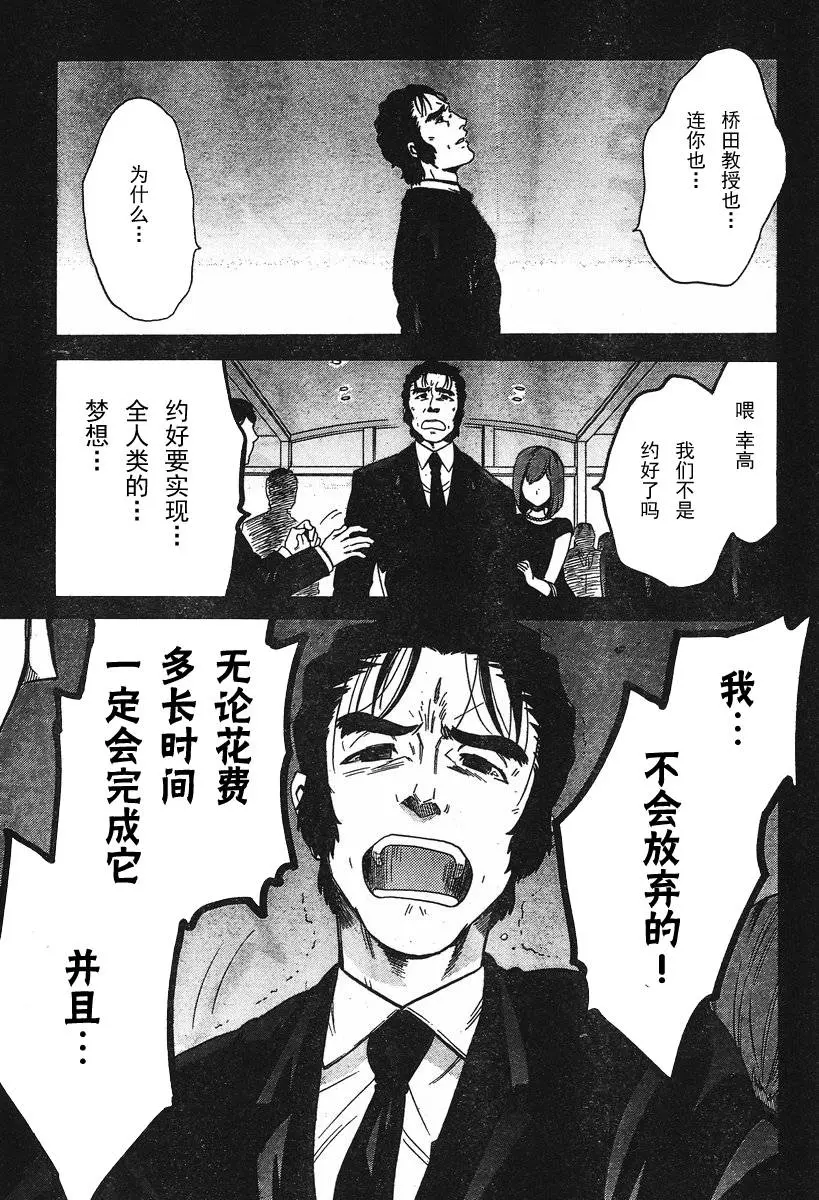 桥田教授也…
连你也…
为什么…
喂 幸高
我们不是
约好了吗
约好要实现…
全人类的…
梦想…
我…
不会放弃的！
无论花费
多长时间
一定会完成它
并且…